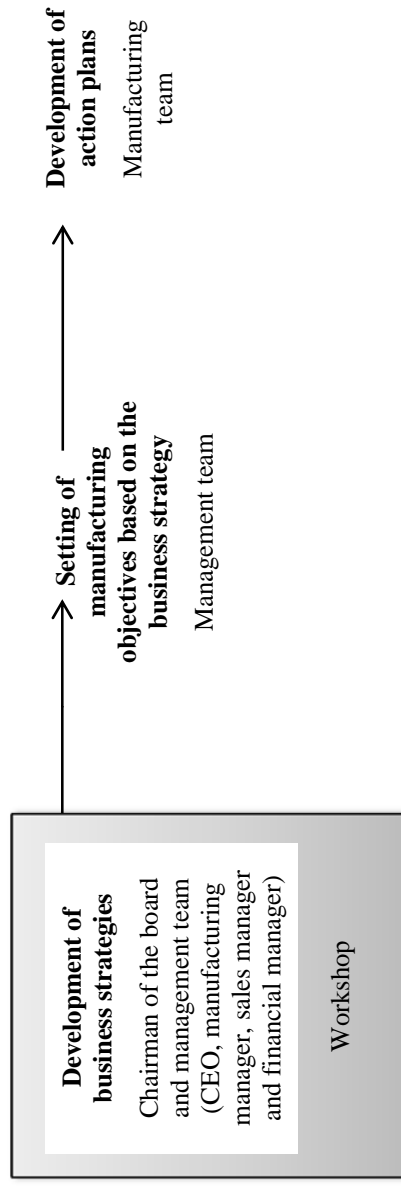 Development of
business strategies
Chairman of the board
and management team
(CEO, manufacturing
manager, sales manager
and financial manager)
Workshop
Setting of
manufacturing
objectives based on the
business strategy
Management team
Development of
action plans
Manufacturing
team